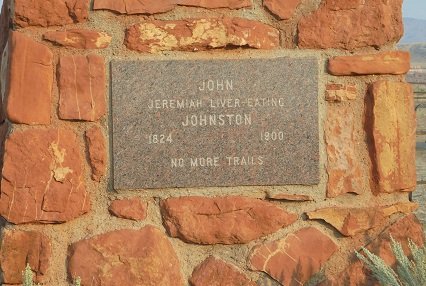 JOHN
JEREMIAH LIVER-EATING
JOHNSTON
1824 1900
NO MORE TRAILS